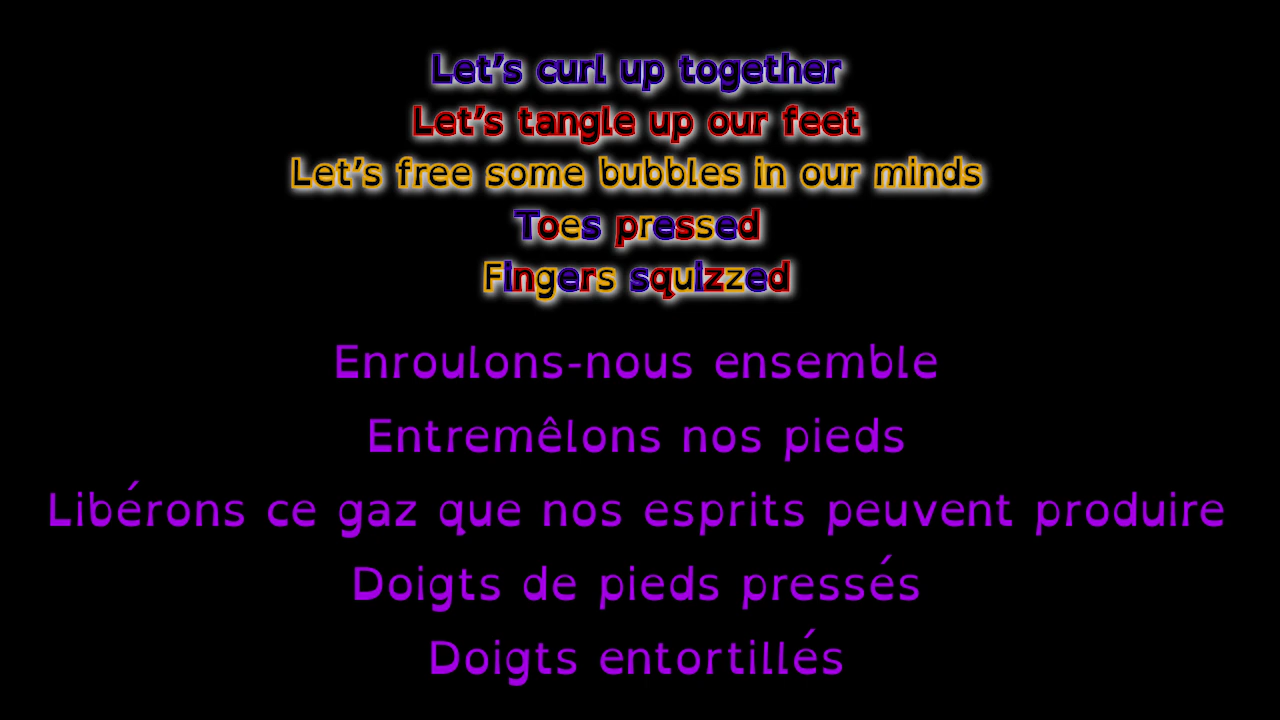 Let’s curl up together
Let’s tangle up our feet
Let’s free some bubbles in our minds
Toes pressed
Fingers squizzed
Enroulons-nous ensemble
Entremêlons nos pieds
Libérons ce gaz que nos esprits peuvent produire
Doigts de pieds pressés
Doigts entortillés